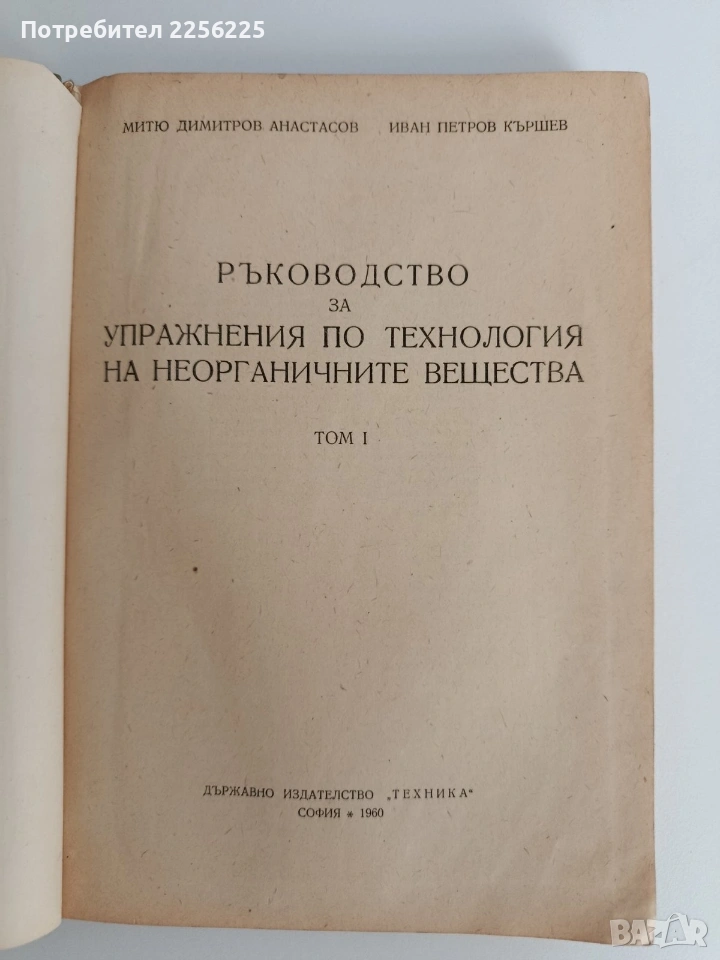 Потребител 2256225
МИТЮ ДИМИТРОВ АНАСТАСОВ ИВАН ПЕТРОВ КЪРШЕВ
РЪКОВОДСТВО
ЗА
УПРАЖНЕНИЯ ПО ТЕХНОЛОГИЯ
НА НЕОРГАНИЧНИТЕ ВЕЩЕСТВА
ТОМ I
ДЪРЖАВНО ИЗДАТЕЛСТВО „ТЕХНИКА“
СОФИЯ * 1960
BAZAR